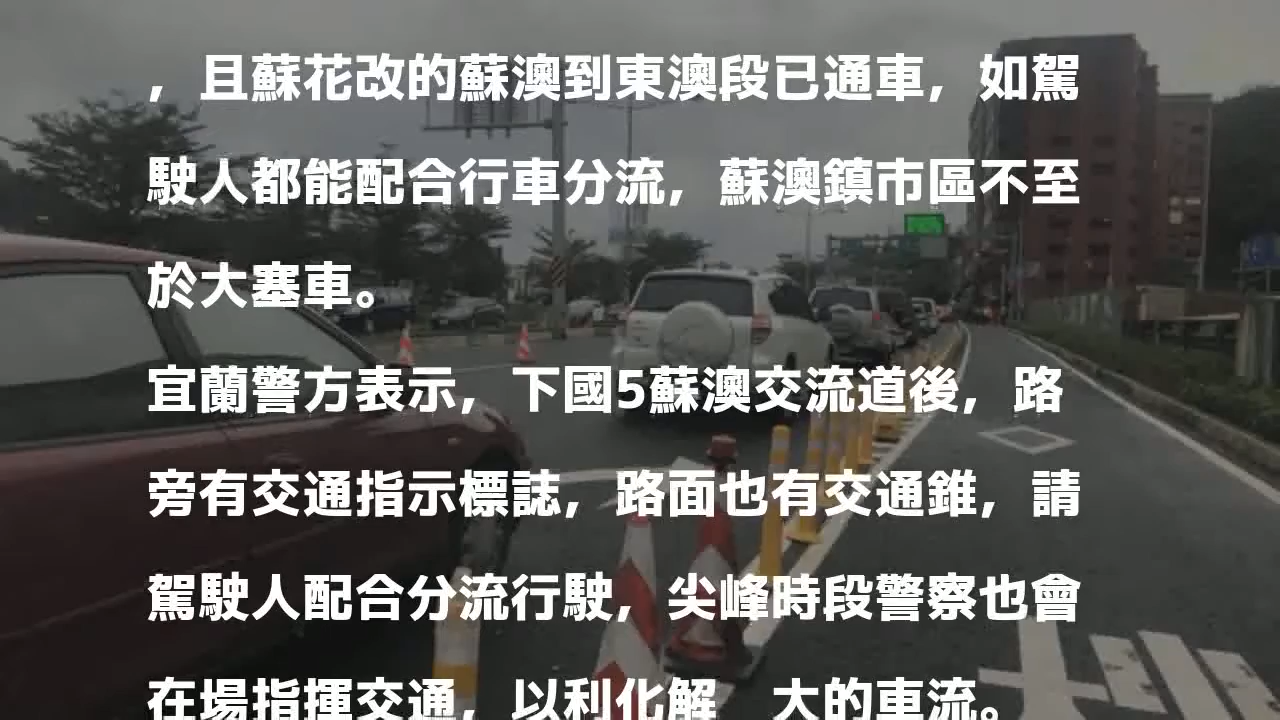 ，且蘇花改的蘇澳到東澳段已通車，如駕
駛人都能配合行車分流，蘇澳鎮市區不至
於大塞車。
宜蘭警方表示，下國5蘇澳交流道後，路
旁有交通指示標誌，路面也有交通錐，請
駕駛人配合分流行駛，尖峰時段警察也會
在場指揮交通，以利化解　大的車流。